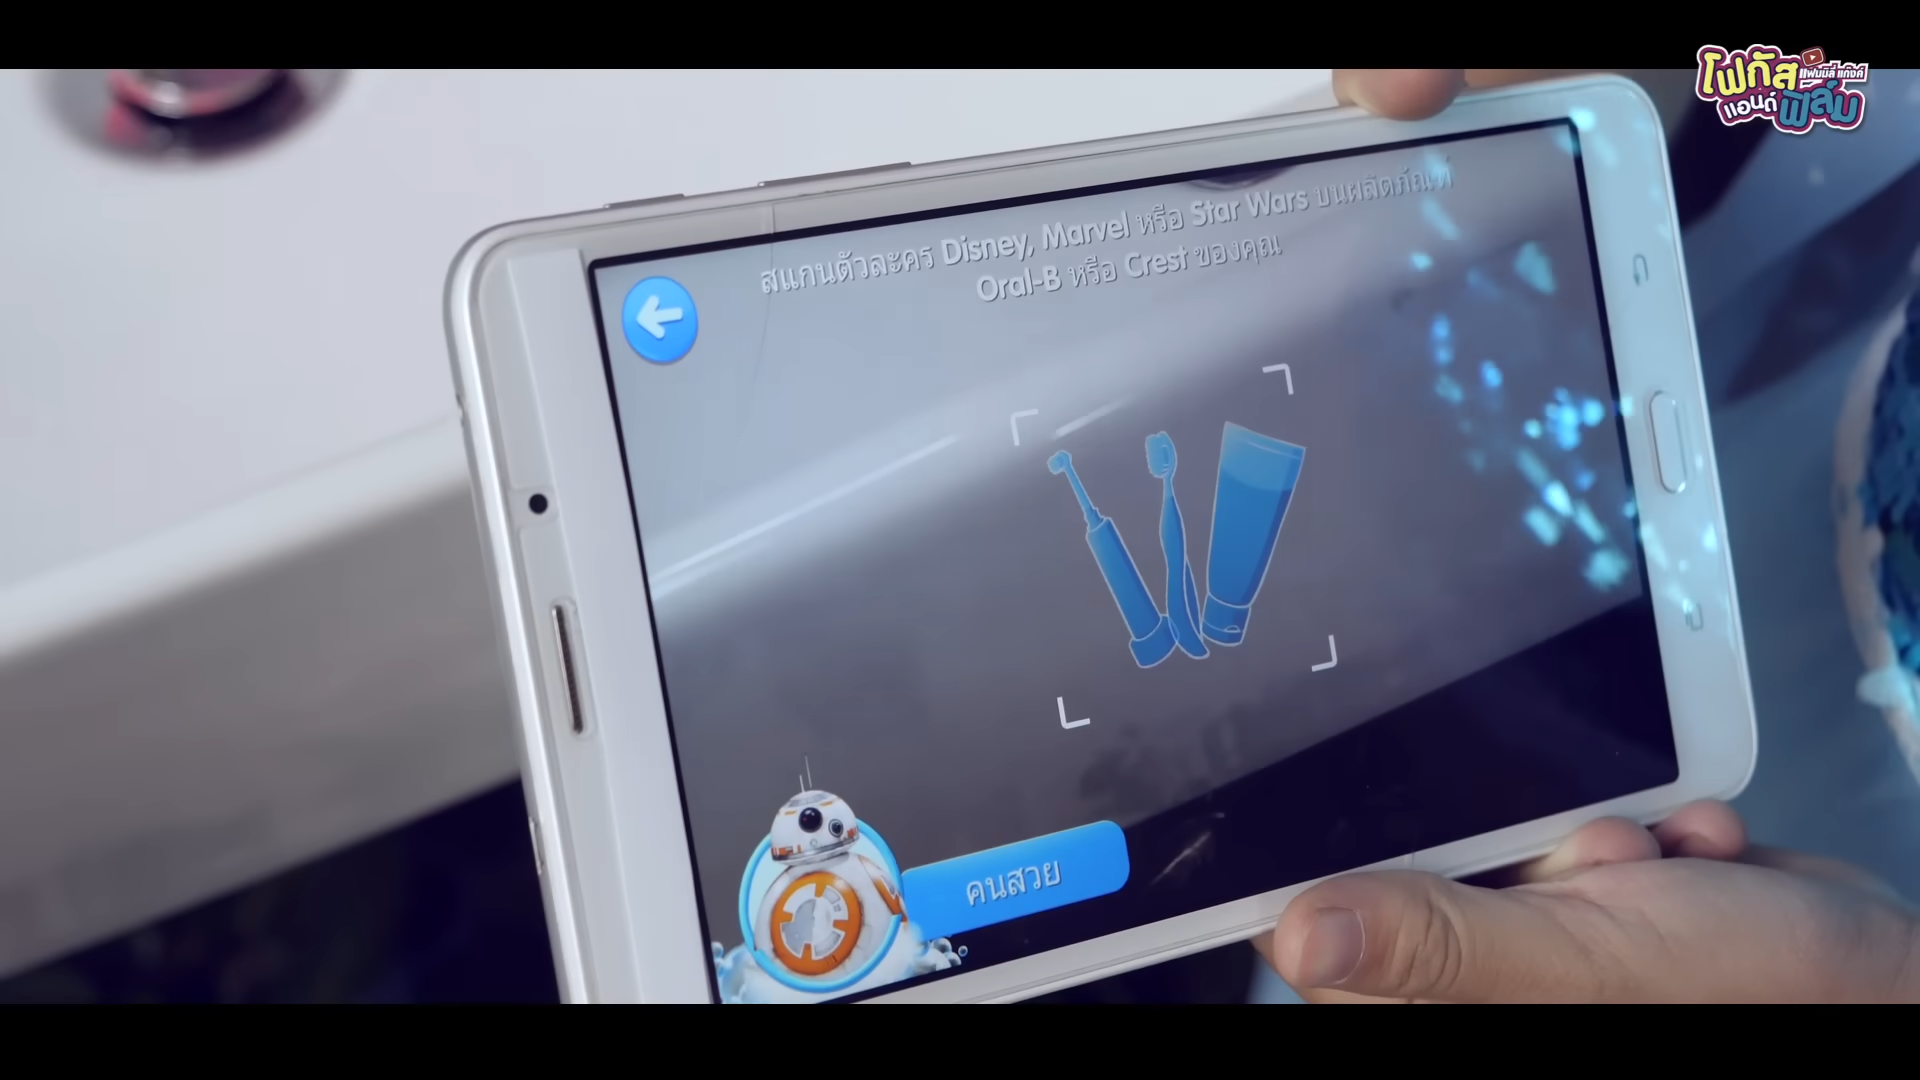 โฟกัส
แฟมมิลี่ แก๊งค์
แอนด์ ฟิล์ม
สแกนตัวละคร Disney, Marvel หรือ Star Wars บนผลิตภัณฑ์
Oral-B หรือ Crest ของคุณ
คนสวย